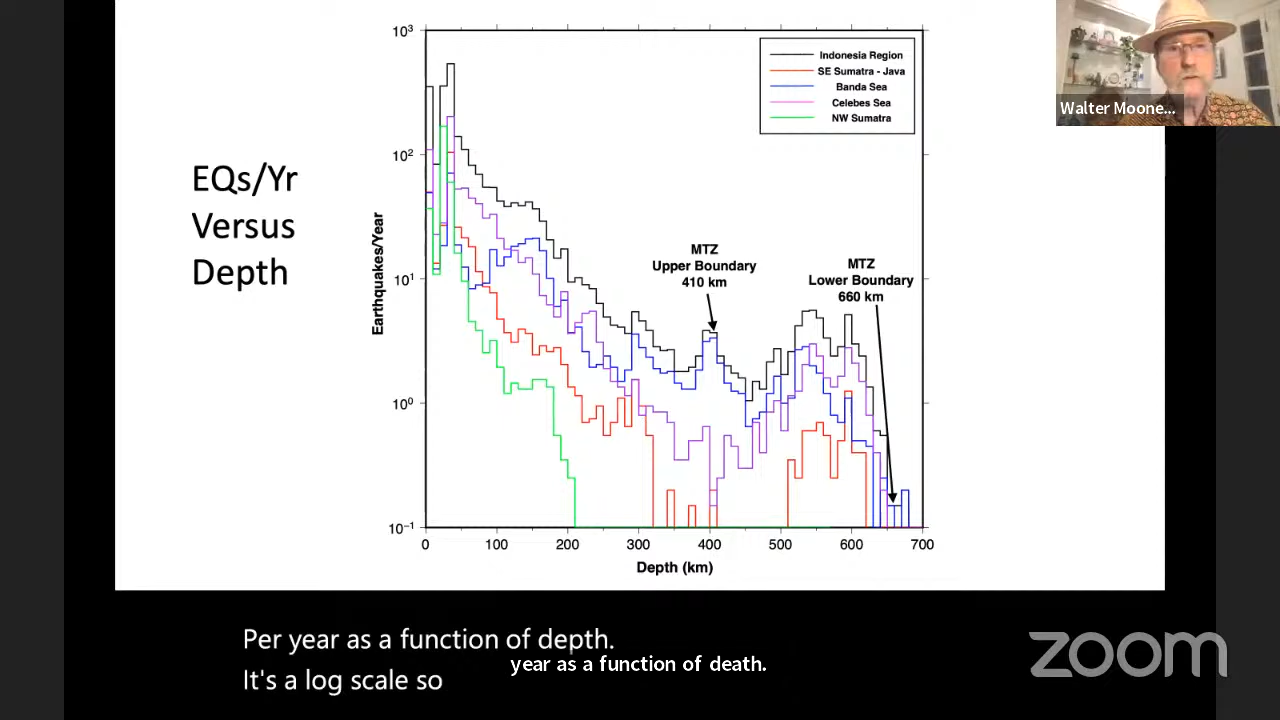 EQs/Yr
Versus
Depth
10³
10²
10¹
10⁰
10⁻¹
Earthquakes/Year
Indonesia Region
SE Sumatra - Java
Banda Sea
Celebes Sea
NW Sumatra
MTZ
Upper Boundary
410 km
MTZ
Lower Boundary
660 km
0 100 200 300 400 500 600 700
Depth (km)
Walter Moone...
Per year as a function of depth.
It's a log scale so
year as a function of death.
zoom